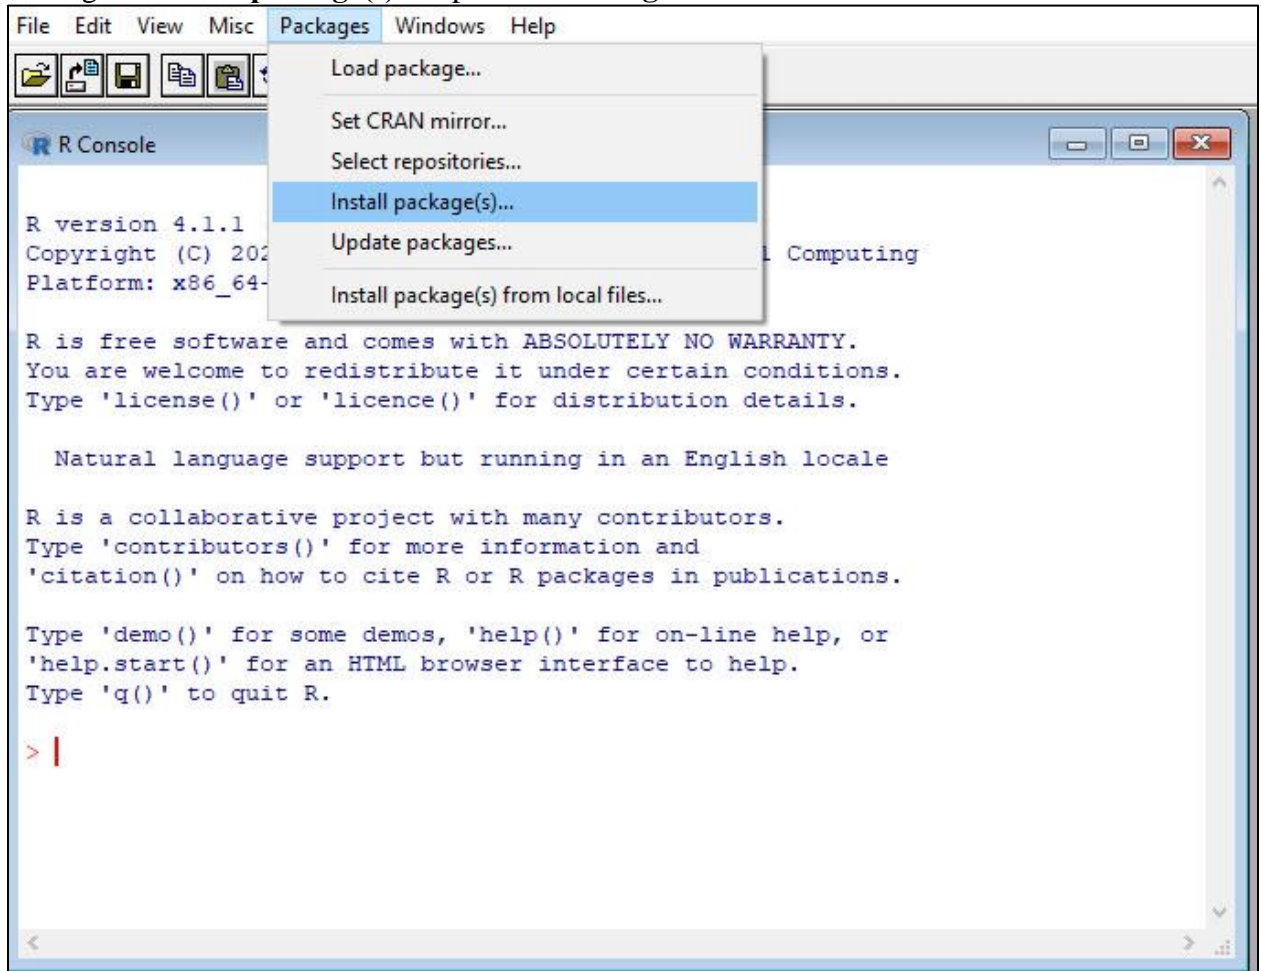 File Edit View Misc Packages Windows Help
Load package...
Set CRAN mirror...
Select repositories...
Install package(s)...
Update packages...
Install package(s) from local files...
R Console
R version 4.1.1
Copyright (C) Computing
Platform:
R is free software and comes with ABSOLUTELY NO WARRANTY.
You are welcome to redistribute it under certain conditions.
Type 'license()' or 'licence()' for distribution details.
Natural language support but running in an English locale
R is a collaborative project with many contributors.
Type 'contributors()' for more information and
'citation()' on how to cite R or R packages in publications.
Type 'demo()' for some demos, 'help()' for on-line help, or
'help.start()' for an HTML browser interface to help.
Type 'q()' to quit R.
>